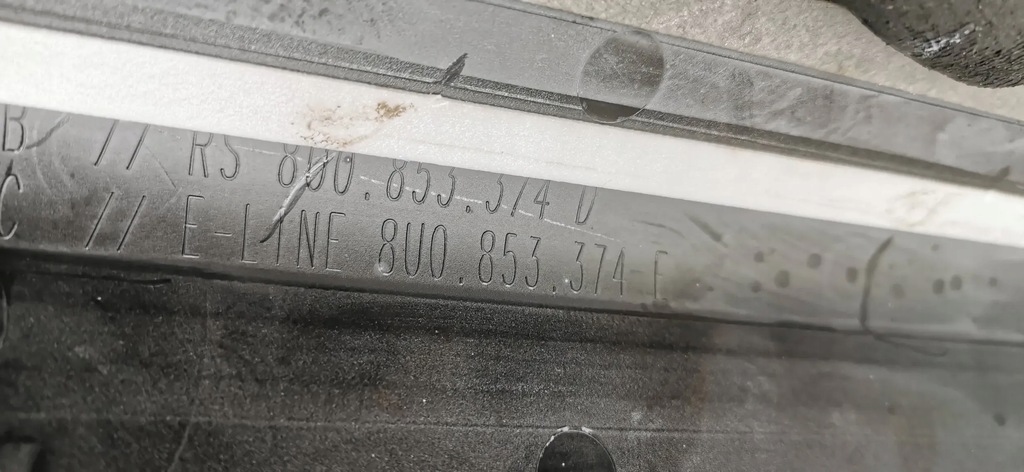 B // RS 8U0.853.374 D
C // E-LINE 8U0.853.374 E